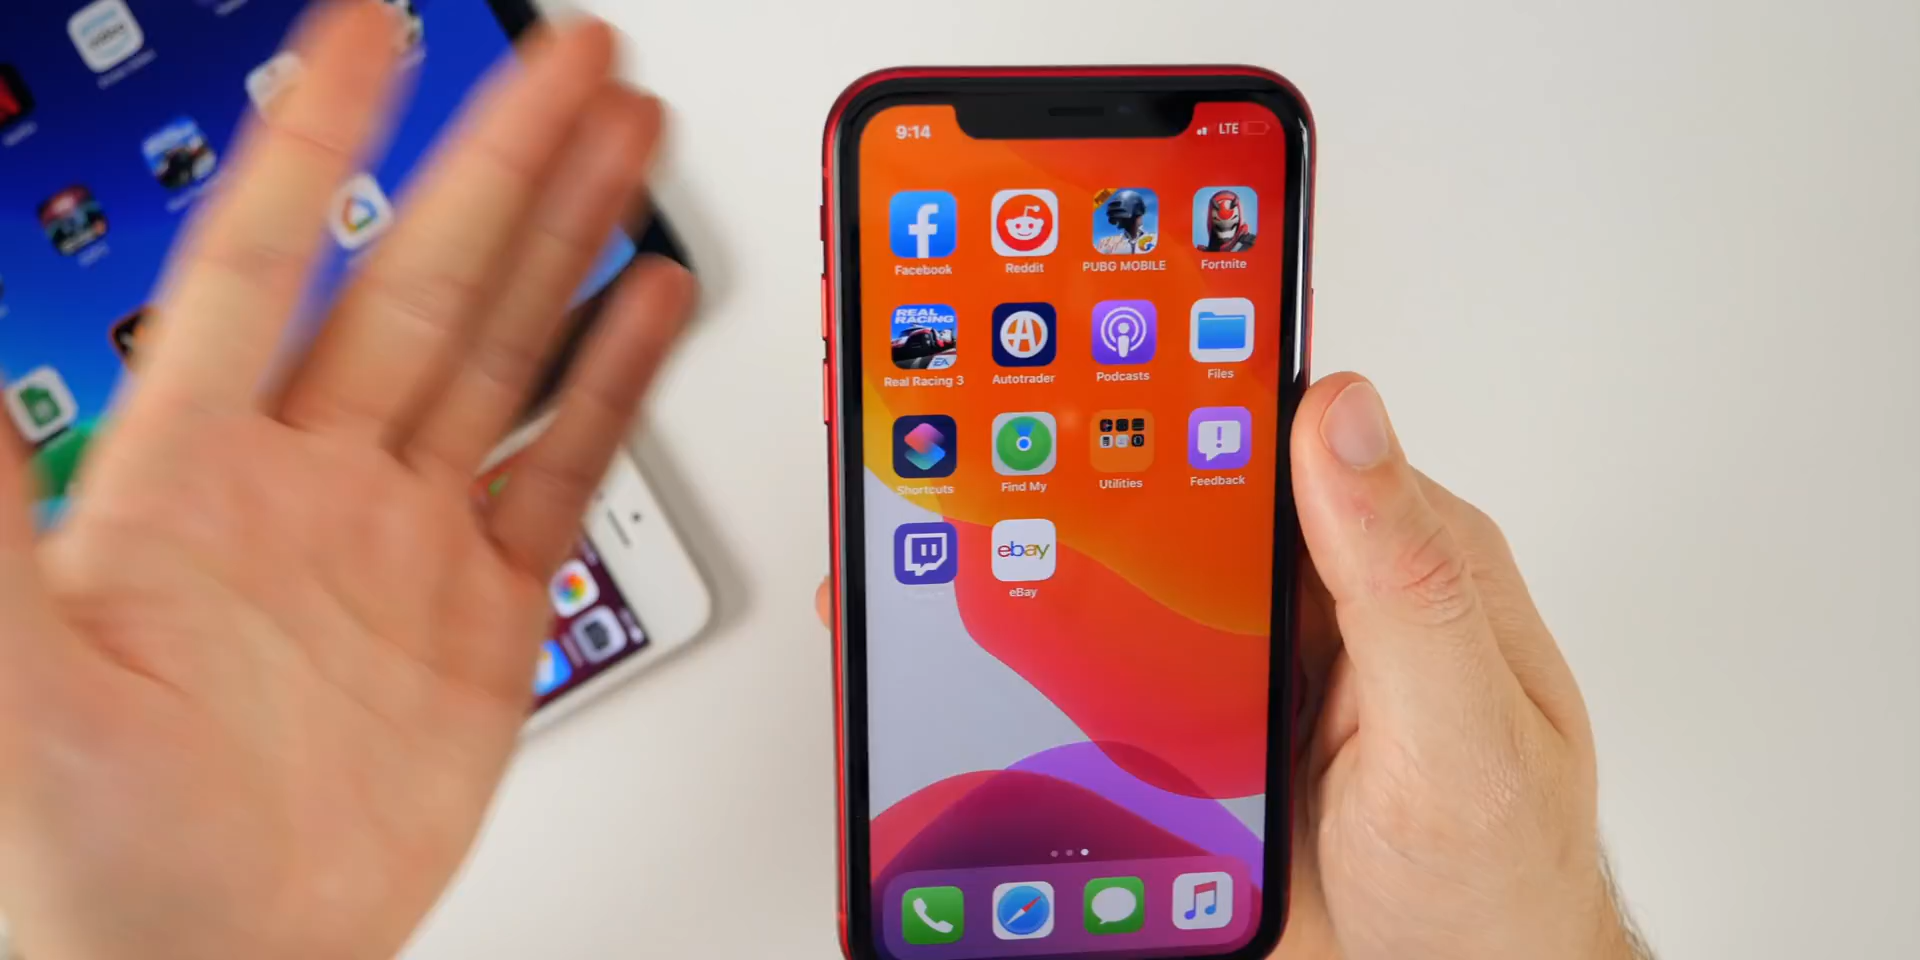 9:14 LTE
Facebook Reddit PUBG MOBILE Fortnite
REAL
RACING
EA
Real Racing 3 Autotrader Podcasts Files
Shortcuts Find My Utilities Feedback
ebay
eBay